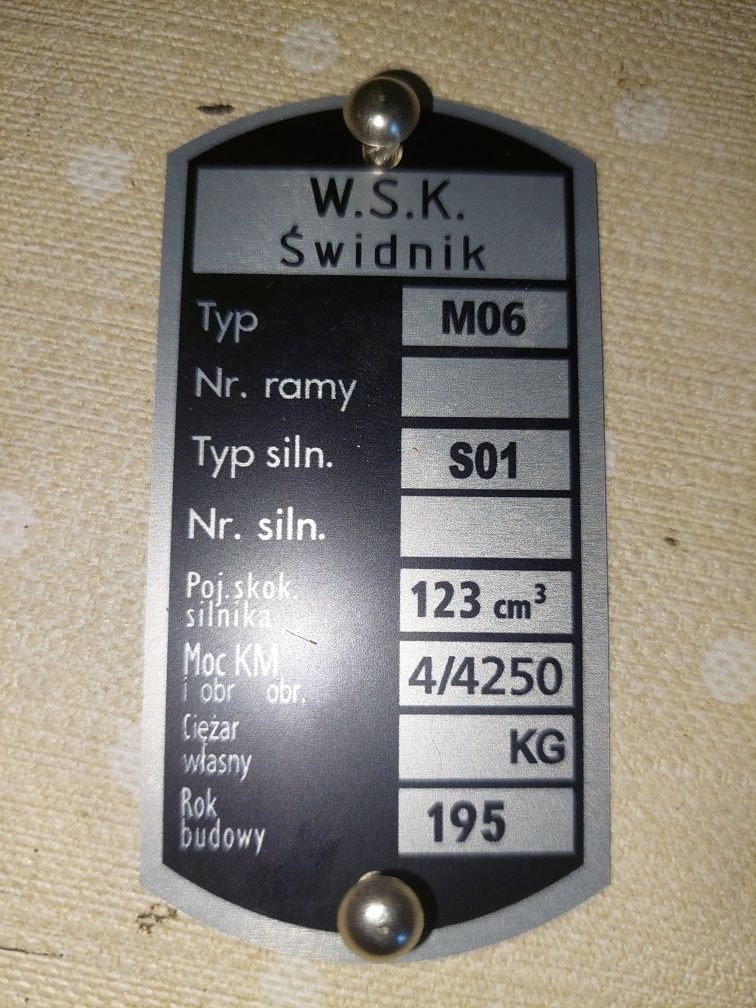 W.S.K.
Świdnik
Typ M06
Nr. ramy
Typ siln. S01
Nr. siln.
Poj.skok.
silnika 123 cm³
Moc KM
i obr obr. 4/4250
Ciężar
własny KG
Rok
budowy 195